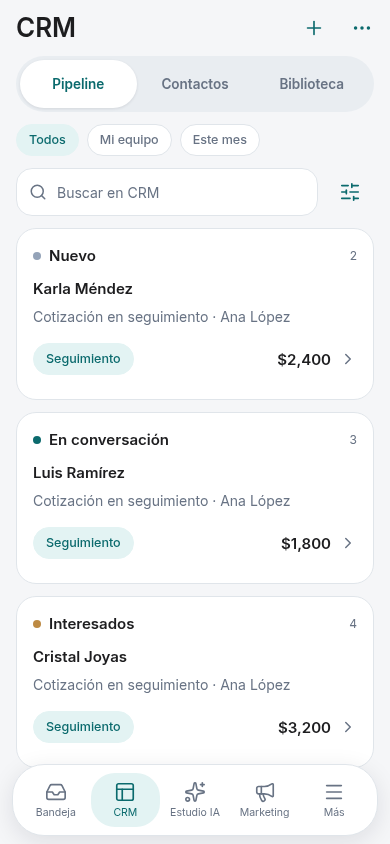 CRM
Pipeline
Contactos
Biblioteca
Todos
Mi equipo
Este mes
Buscar en CRM
Nuevo 2
Karla Méndez
Cotización en seguimiento · Ana López
Seguimiento $2,400
En conversación 3
Luis Ramírez
Cotización en seguimiento · Ana López
Seguimiento $1,800
Interesados 4
Cristal Joyas
Cotización en seguimiento · Ana López
Seguimiento $3,200
Bandeja
CRM
Estudio IA
Marketing
Más